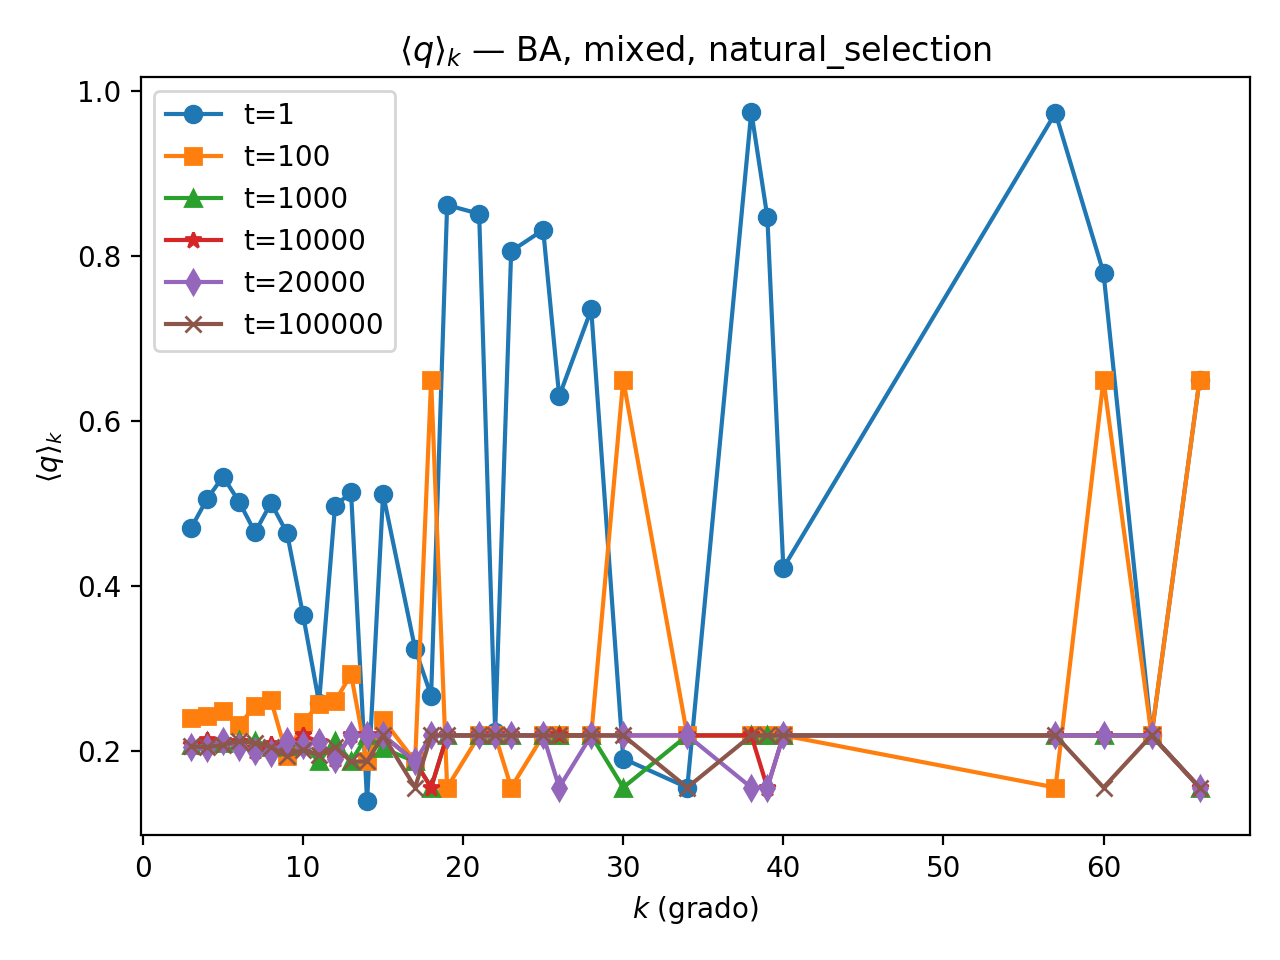 ⟨q⟩k — BA, mixed, natural_selection
1.0
0.8
0.6
0.4
0.2
⟨q⟩k
t=1
t=100
t=1000
t=10000
t=20000
t=100000
0 10 20 30 40 50 60
k (grado)